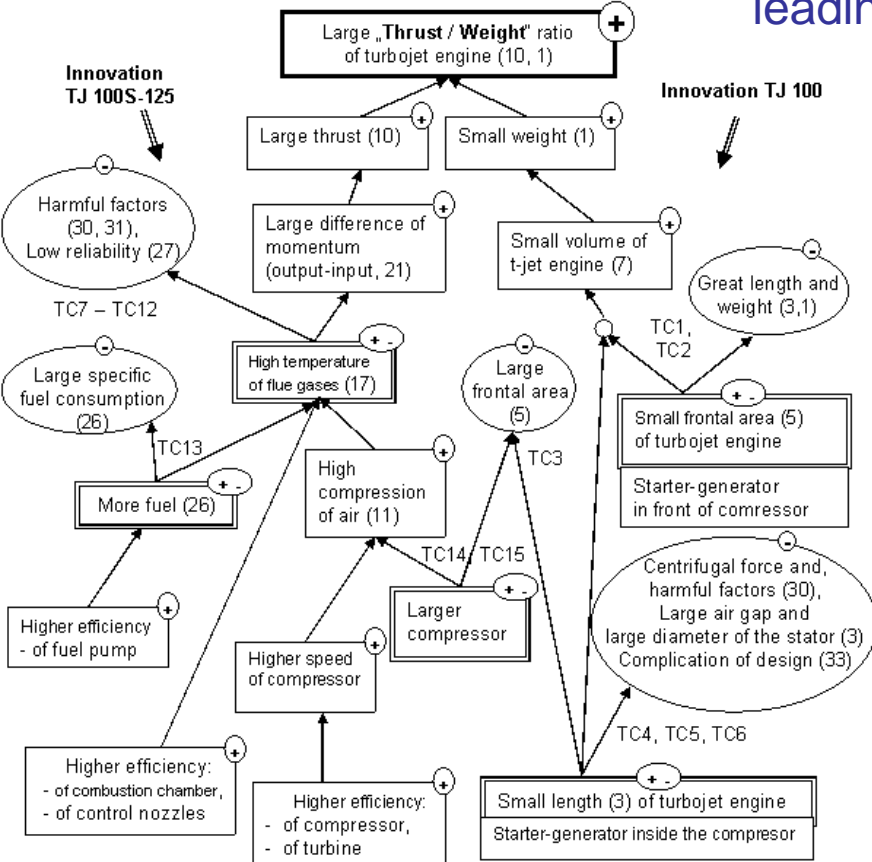 leadin
+
Large „Thrust / Weight" ratio
of turbojet engine (10, 1)
Innovation
TJ 100S-125
Innovation TJ 100
+
Large thrust (10)
+
Small weight (1)
-
Harmful factors
(30, 31),
Low reliability (27)
+
Large difference of
momentum
(output-input, 21)
+
Small volume of
t-jet engine (7)
-
Great length and
weight (3,1)
TC7 – TC12
TC1,
TC2
+ -
High temperature
of flue gases (17)
-
Large specific
fuel consumption
(26)
-
Large
frontal area
(5)
+ -
Small frontal area (5)
of turbojet engine
Starter-generator
in front of comressor
TC13
TC3
+ -
More fuel (26)
+
High
compression
of air (11)
TC14, TC15
-
Centrifugal force and,
harmful factors (30),
Large air gap and
large diameter of the stator (3)
Complication of design (33)
+
Higher efficiency
- of fuel pump
+ -
Larger
compressor
+
Higher speed
of compressor
TC4, TC5, TC6
+
Higher efficiency:
- of combustion chamber,
- of control nozzles
+
Higher efficiency:
- of compressor,
- of turbine
+ -
Small length (3) of turbojet engine
Starter-generator inside the compresor